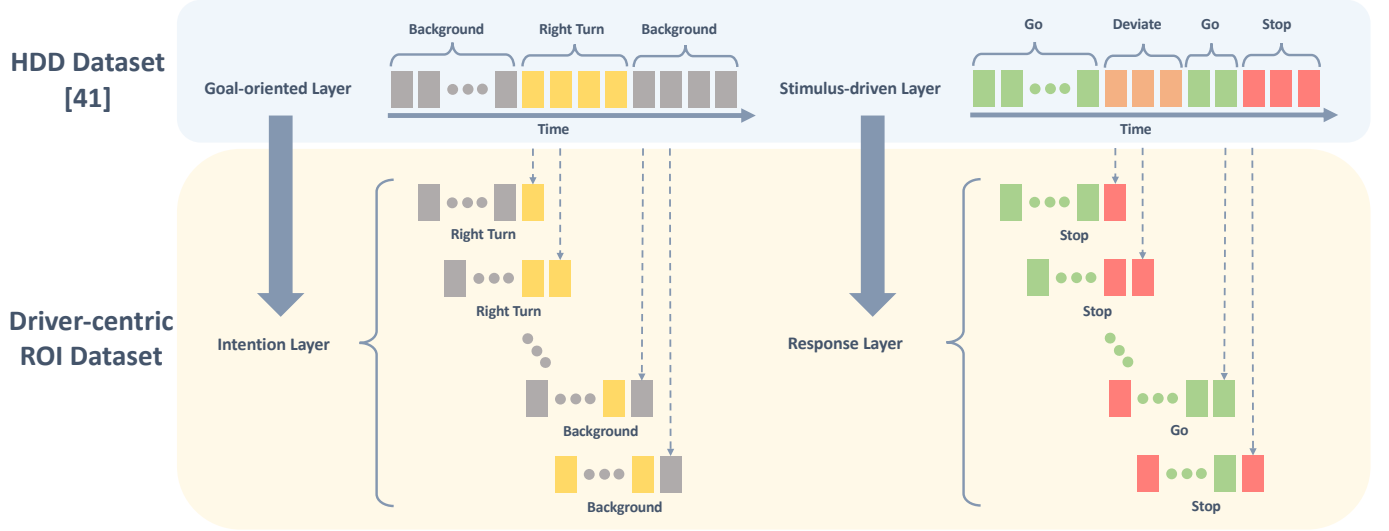 HDD Dataset
[41]
Goal-oriented Layer
Background
Right Turn
Background
Time
Stimulus-driven Layer
Go
Deviate
Go
Stop
Time
Driver-centric
ROI Dataset
Intention Layer
Right Turn
Right Turn
Background
Background
Response Layer
Stop
Stop
Go
Stop